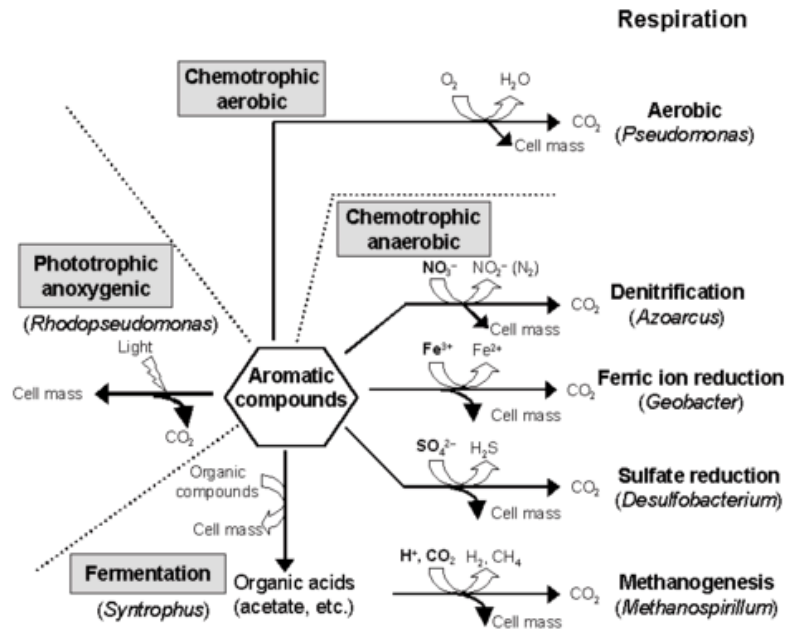 Respiration
Chemotrophic
aerobic
O₂ H₂O
CO₂
Cell mass
Aerobic
(Pseudomonas)
Chemotrophic
anaerobic
Phototrophic
anoxygenic
(Rhodopseudomonas)
Light
Cell mass
CO₂
Aromatic
compounds
NO₃⁻ NO₂⁻ (N₂)
CO₂
Cell mass
Denitrification
(Azoarcus)
Fe³⁺ Fe²⁺
CO₂
Cell mass
Ferric ion reduction
(Geobacter)
SO₄²⁻ H₂S
CO₂
Cell mass
Sulfate reduction
(Desulfobacterium)
Organic
compounds
Cell mass
Fermentation
(Syntrophus)
Organic acids
(acetate, etc.)
H⁺, CO₂ H₂, CH₄
CO₂
Cell mass
Methanogenesis
(Methanospirillum)